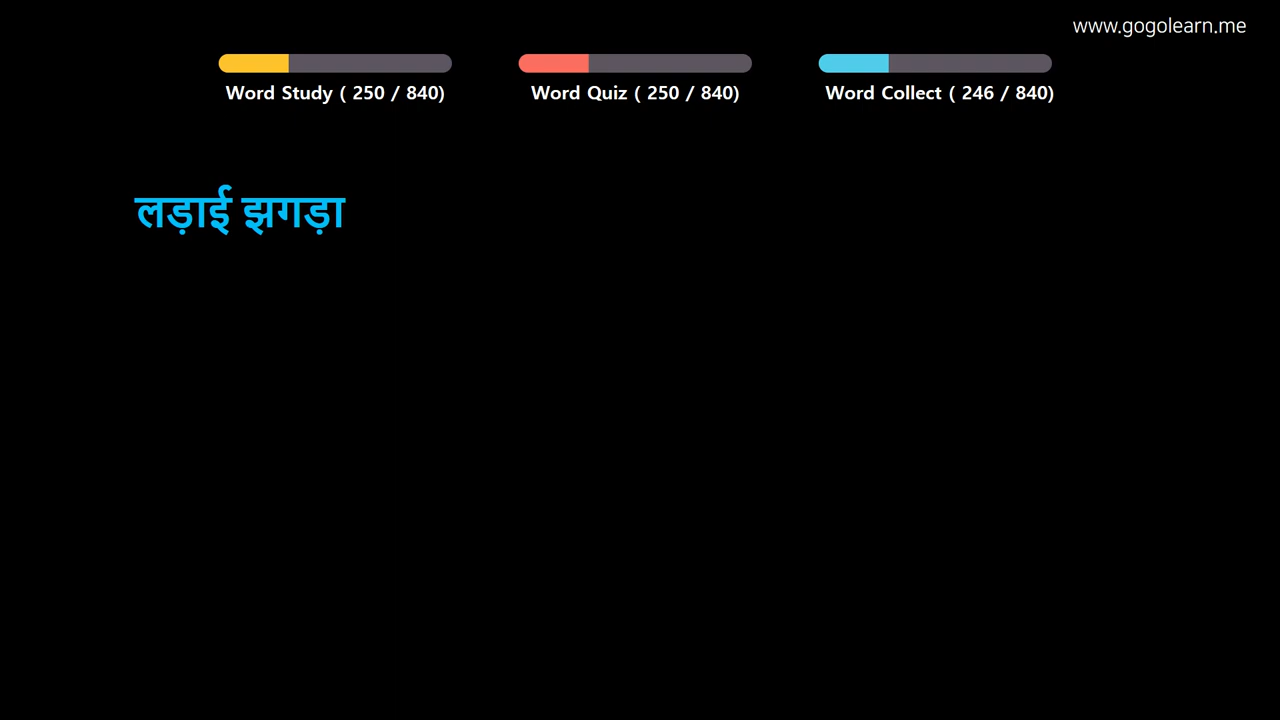 www.gogolearn.me
Word Study ( 250 / 840)
Word Quiz ( 250 / 840)
Word Collect ( 246 / 840)
लड़ाई झगड़ा